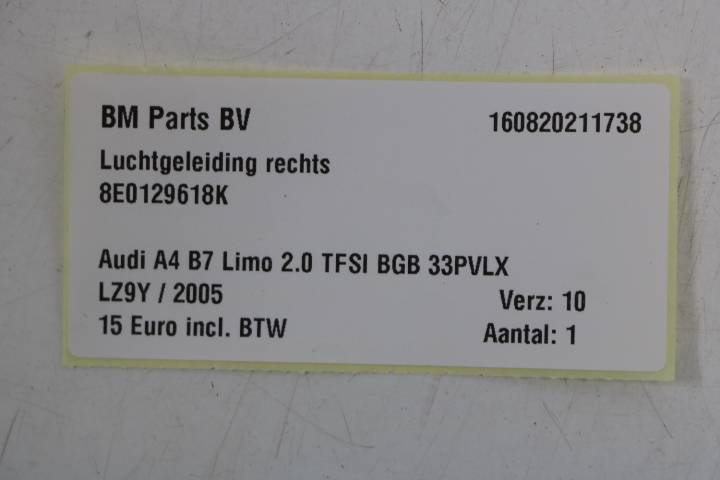 BM Parts BV 160820211738
Luchtgeleiding rechts
8E0129618K
Audi A4 B7 Limo 2.0 TFSI BGB 33PVLX
LZ9Y / 2005 Verz: 10
15 Euro incl. BTW Aantal: 1